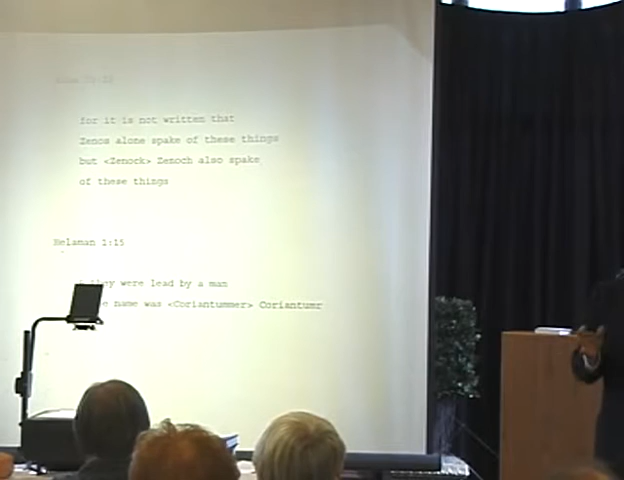 for it is not written that
Zenos alone spake of these things
but <Zenock> Zenoch also spake
of these things
Helaman 1:15
they were lead by a man
name was <Coriantummer> Coriantumr